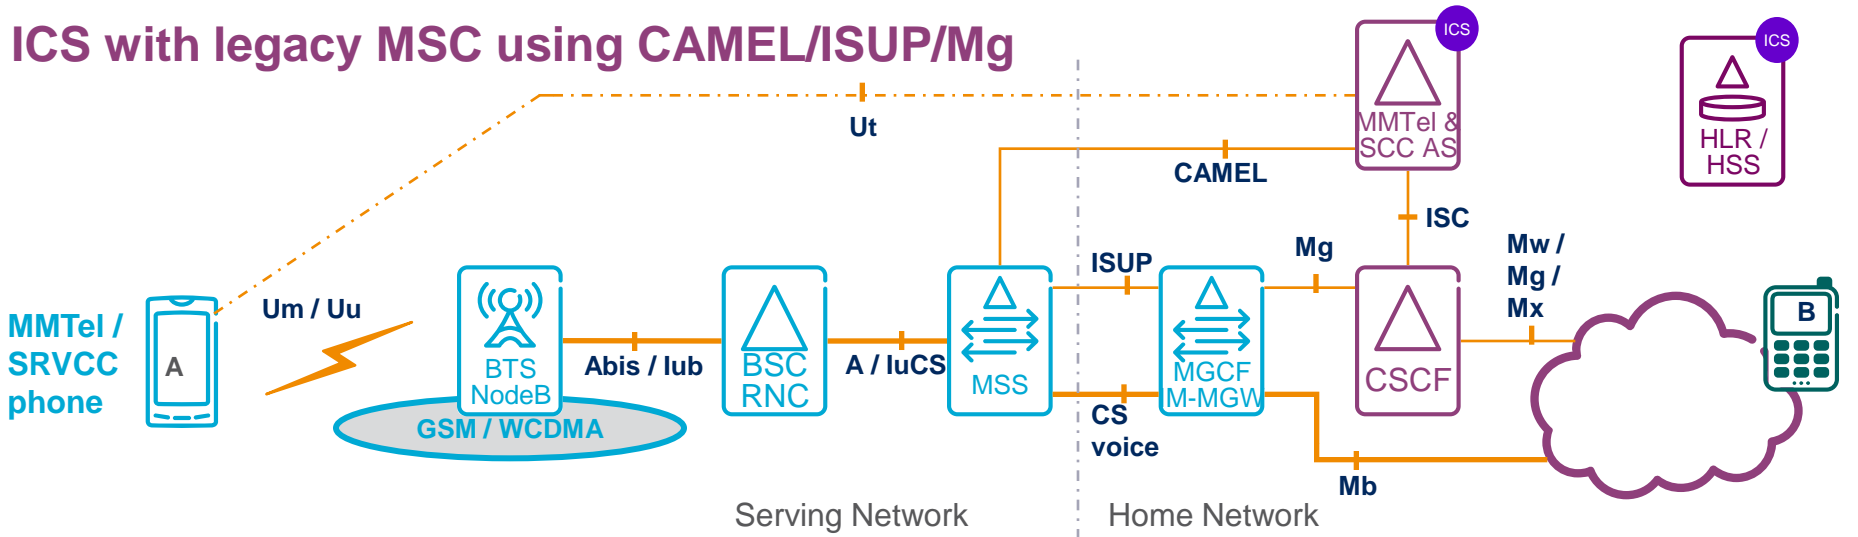 ICS with legacy MSC using CAMEL/ISUP/Mg
ICS
ICS
MMTel &
SCC AS
HLR /
HSS
Ut
CAMEL
ISC
ISUP
Mg
Mw /
Mg /
Mx
MMTel /
SRVCC
phone
A
Um / Uu
BTS
NodeB
GSM / WCDMA
Abis / Iub
BSC
RNC
A / IuCS
MSS
MGCF
M-MGW
CSCF
B
CS
voice
Mb
Serving Network
Home Network